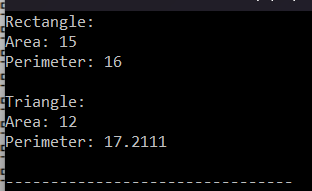 Rectangle:
Area: 15
Perimeter: 16
Triangle:
Area: 12
Perimeter: 17.2111
--------------------------------